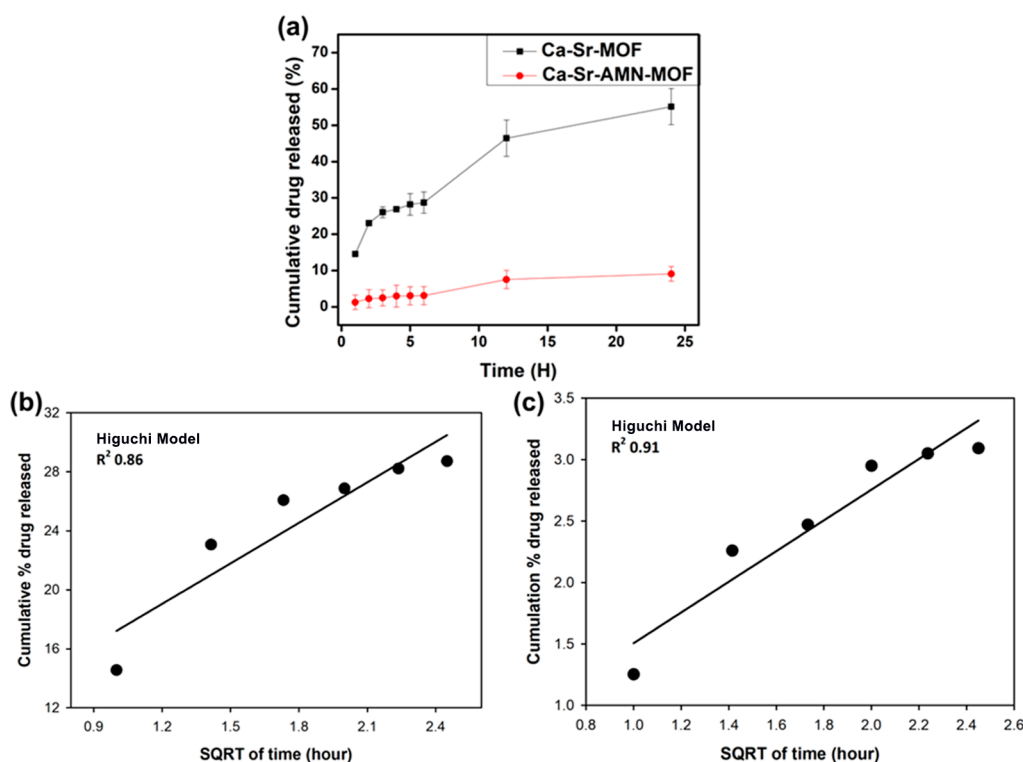 (a)
Ca-Sr-MOF
Ca-Sr-AMN-MOF
Cumulative drug released (%)
70
60
50
40
30
20
10
0
0
5
10
15
20
25
Time (H)
(b)
Higuchi Model
R² 0.86
Cumulative % drug released
32
28
24
20
16
12
0.9
1.2
1.5
1.8
2.1
2.4
SQRT of time (hour)
(c)
Higuchi Model
R² 0.91
Cumulation % drug released
3.5
3.0
2.5
2.0
1.5
1.0
0.8
1.0
1.2
1.4
1.6
1.8
2.0
2.2
2.4
2.6
SQRT of time (hour)